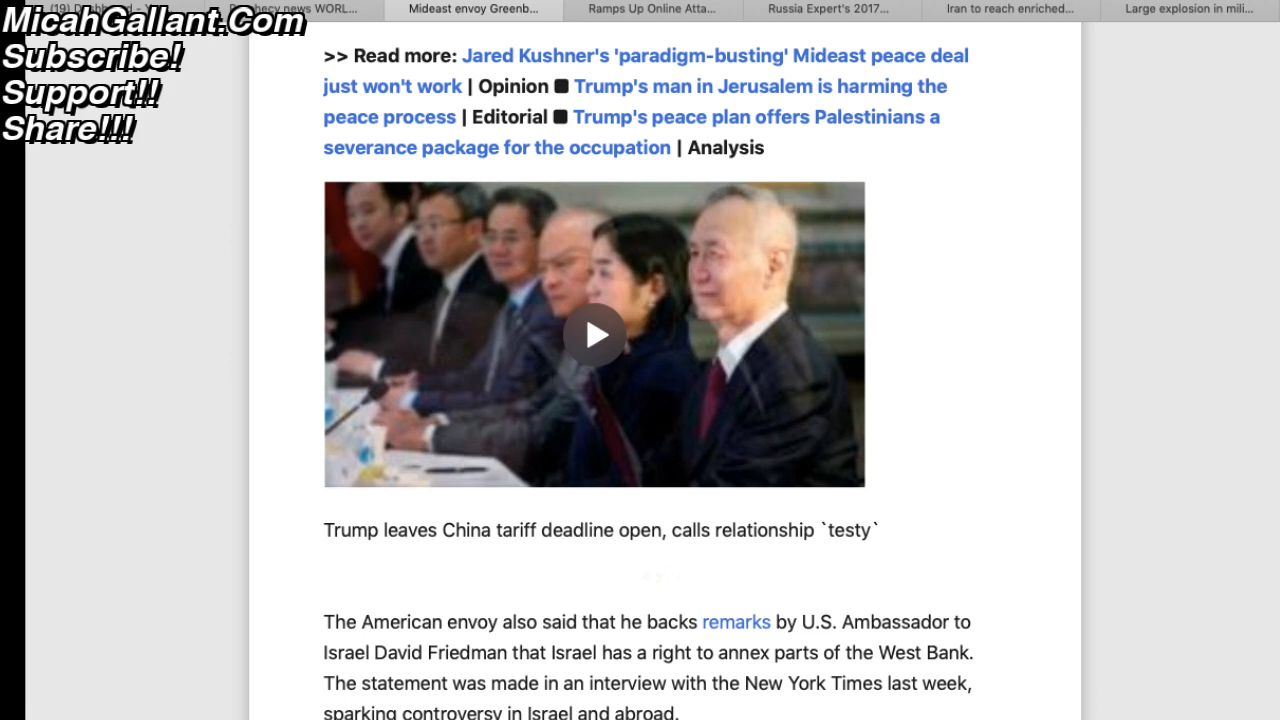 MicahGallant.Com
Subscribe!
Support!!
Share!!!
Mideast envoy Greenb...
Ramps Up Online Atta...
Russia Expert's 2017...
Iran to reach enriched...
Large explosion in mili...
>> Read more: Jared Kushner's 'paradigm-busting' Mideast peace deal
just won't work | Opinion ■ Trump's man in Jerusalem is harming the
peace process | Editorial ■ Trump's peace plan offers Palestinians a
severance package for the occupation | Analysis
Trump leaves China tariff deadline open, calls relationship `testy`
The American envoy also said that he backs remarks by U.S. Ambassador to
Israel David Friedman that Israel has a right to annex parts of the West Bank.
The statement was made in an interview with the New York Times last week,
sparking controversy in Israel and abroad.